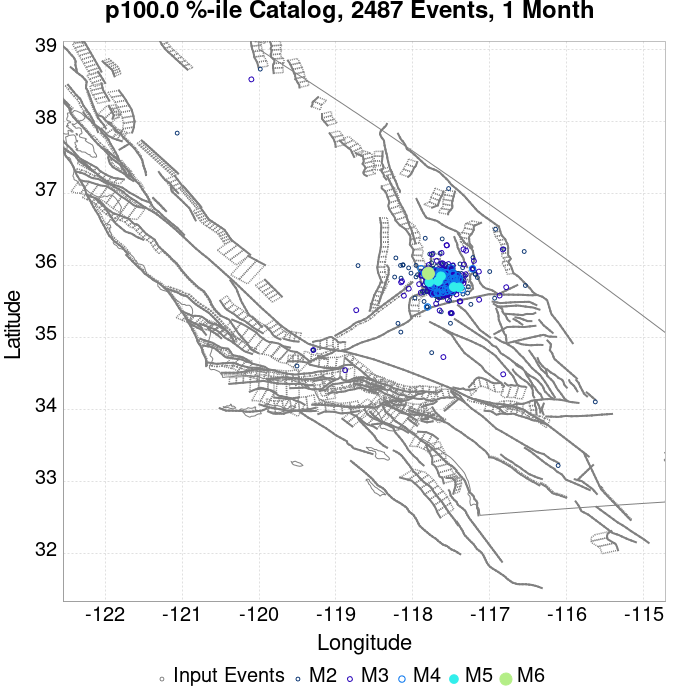 p100.0 %-ile Catalog, 2487 Events, 1 Month
39
38
37
36
35
34
33
32
Latitude
-122 -121 -120 -119 -118 -117 -116 -115
Longitude
Input Events M2 M3 M4 M5 M6